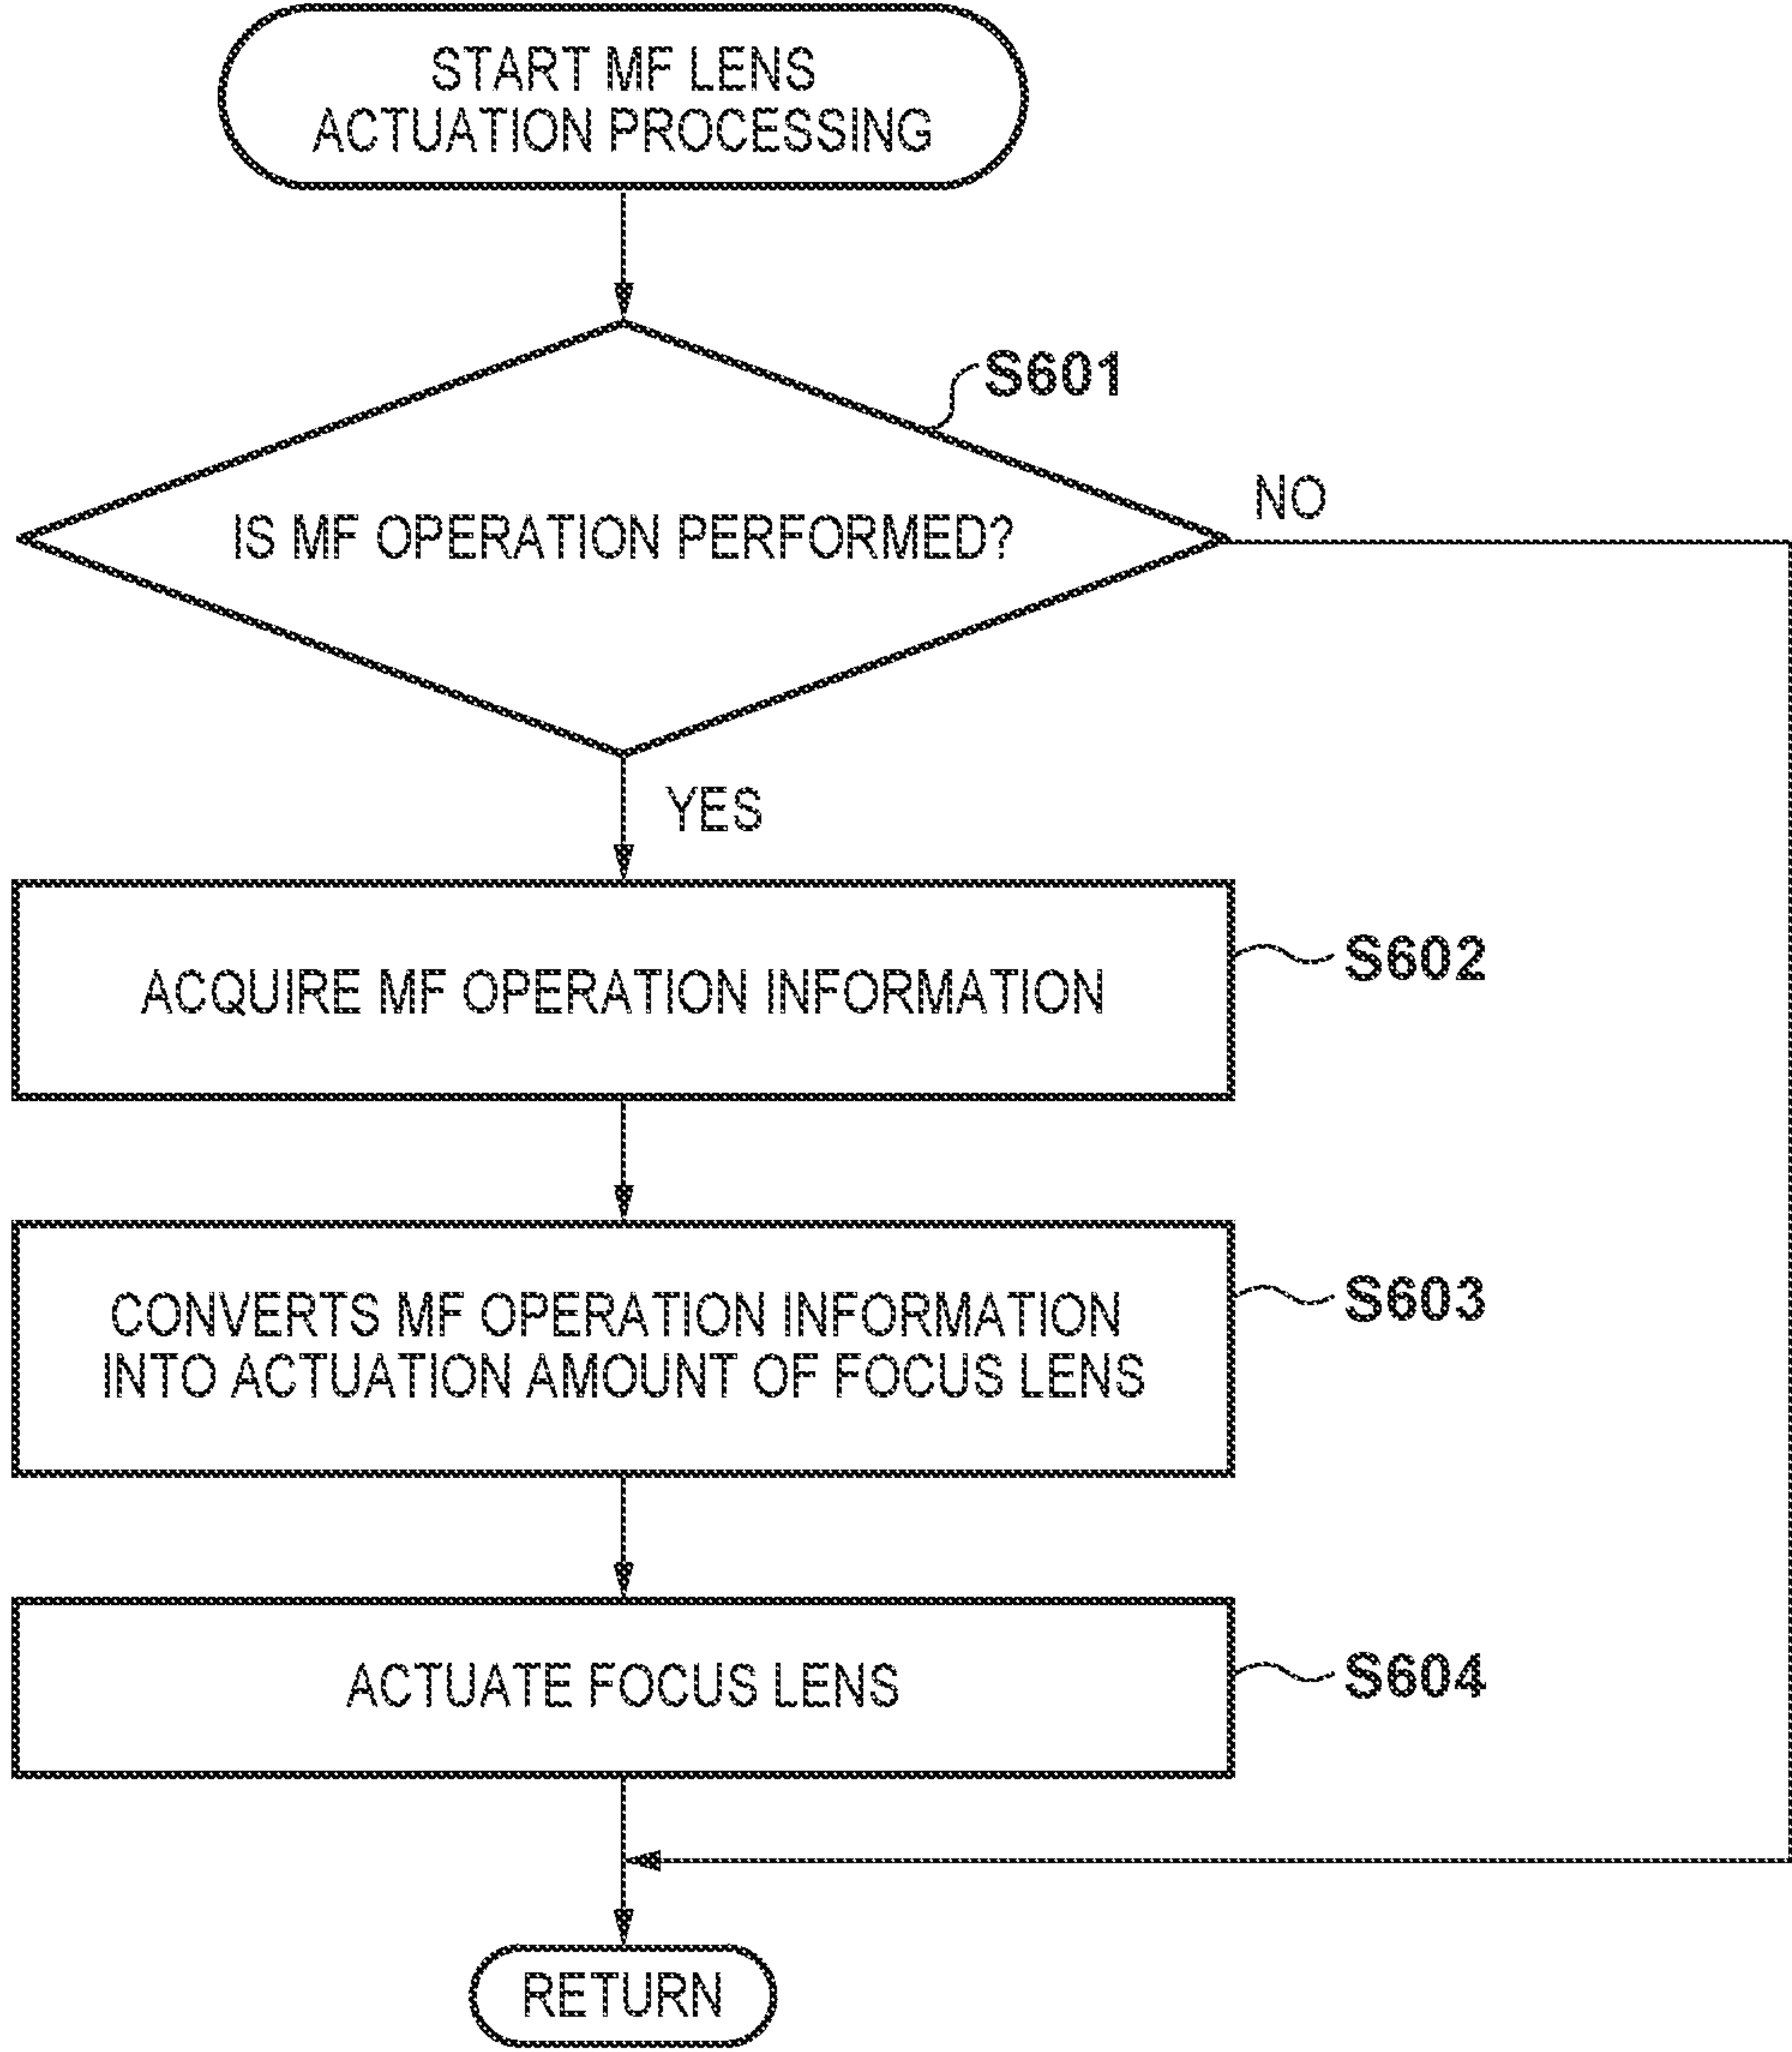 START MF LENS
ACTUATION PROCESSING
S601
IS MF OPERATION PERFORMED?
NO
YES
ACQUIRE MF OPERATION INFORMATION
S602
CONVERTS MF OPERATION INFORMATION
INTO ACTUATION AMOUNT OF FOCUS LENS
S603
ACTUATE FOCUS LENS
S604
RETURN